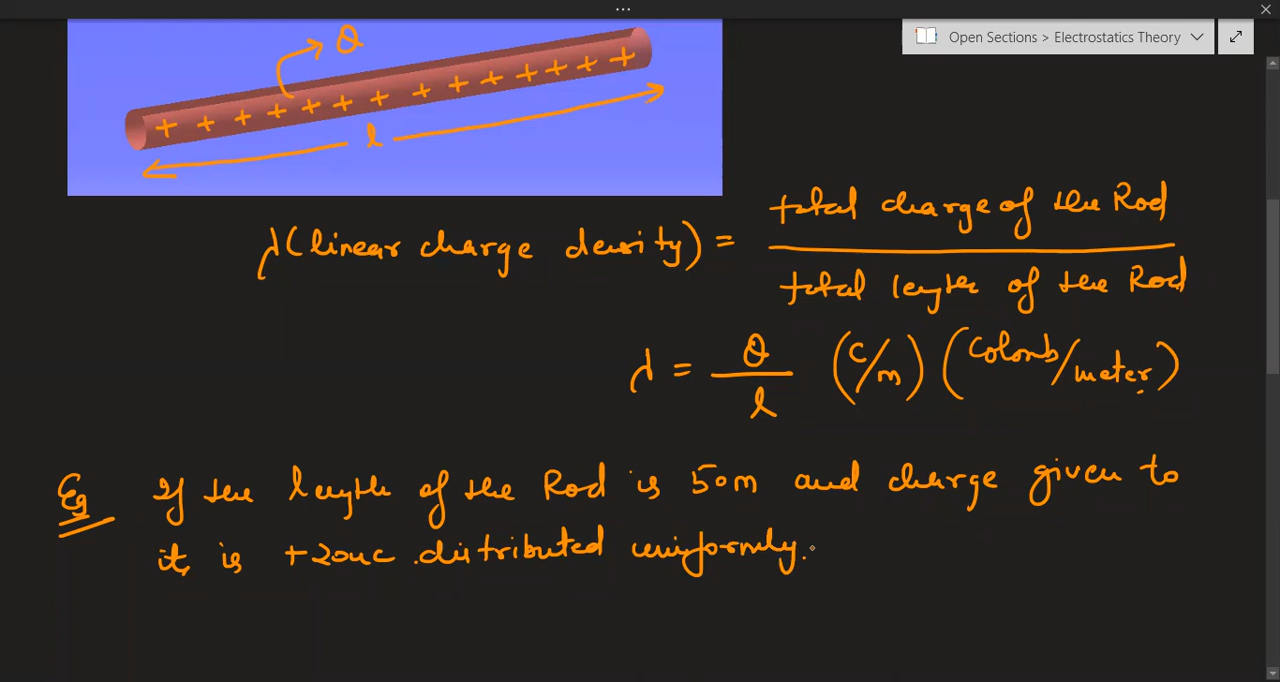 Open Sections > Electrostatics Theory
Q
+ + + + + + + + + + + + + +
l
λ(linear charge density) = total charge of the Rod
total length of the Rod
λ = Q / l (C/m) (Colomb/meter)
Eg If the length of the Rod is 50m and charge given to
it, is +20uc .distributed uniformly.